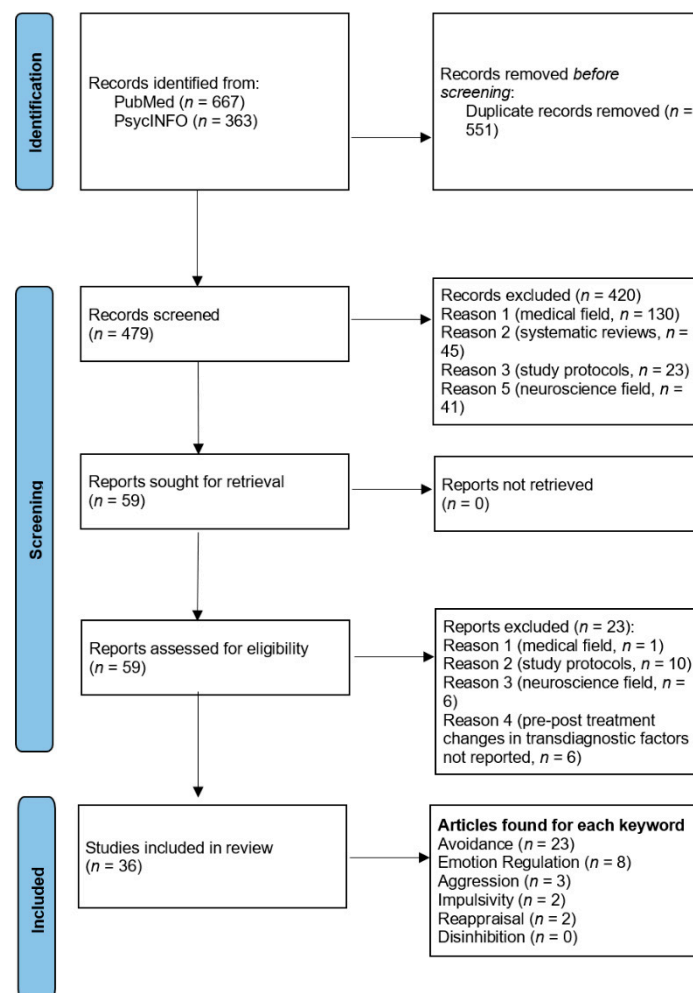 Identification
Records identified from:
PubMed (n = 667)
PsycINFO (n = 363)
Records removed before
screening:
Duplicate records removed (n =
551)
Screening
Records screened
(n = 479)
Records excluded (n = 420)
Reason 1 (medical field, n = 130)
Reason 2 (systematic reviews, n =
45)
Reason 3 (study protocols, n = 23)
Reason 5 (neuroscience field, n =
41)
Reports sought for retrieval
(n = 59)
Reports not retrieved
(n = 0)
Reports assessed for eligibility
(n = 59)
Reports excluded (n = 23):
Reason 1 (medical field, n = 1)
Reason 2 (study protocols, n = 10)
Reason 3 (neuroscience field, n =
6)
Reason 4 (pre-post treatment
changes in transdiagnostic factors
not reported, n = 6)
Included
Studies included in review
(n = 36)
Articles found for each keyword
Avoidance (n = 23)
Emotion Regulation (n = 8)
Aggression (n = 3)
Impulsivity (n = 2)
Reappraisal (n = 2)
Disinhibition (n = 0)